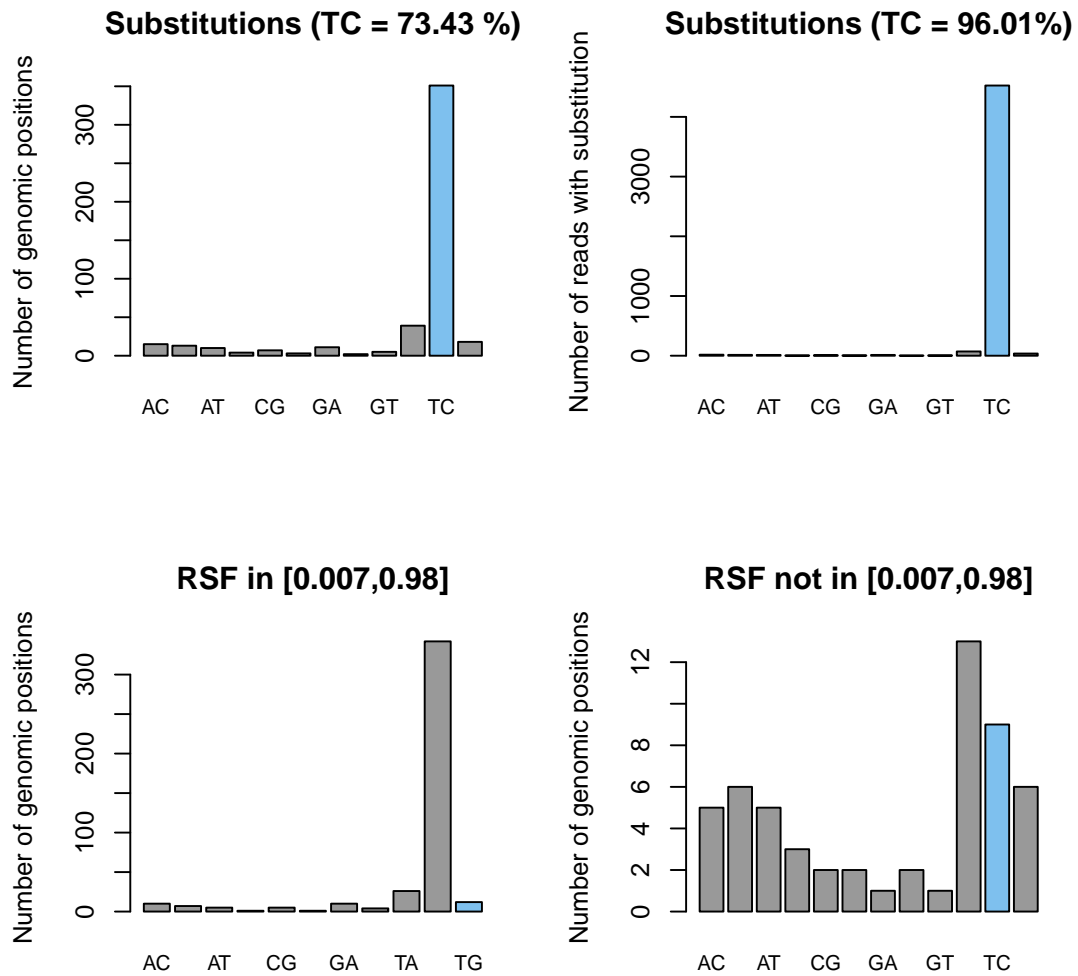 Substitutions (TC = 73.43 %)
Number of genomic positions
0
100
200
300
AC
AT
CG
GA
GT
TC
Substitutions (TC = 96.01%)
Number of reads with substitution
0
1000
3000
AC
AT
CG
GA
GT
TC
RSF in [0.007,0.98]
Number of genomic positions
0
100
200
300
AC
AT
CG
GA
TA
TG
RSF not in [0.007,0.98]
Number of genomic positions
0
2
4
6
8
12
AC
AT
CG
GA
GT
TC